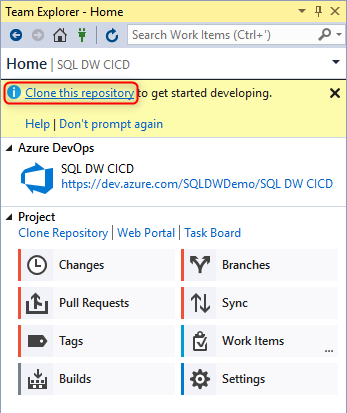 Team Explorer - Home
Search Work Items (Ctrl+')
Home | SQL DW CICD
Clone this repository to get started developing.
Help | Don't prompt again
Azure DevOps
SQL DW CICD
https://dev.azure.com/SQLDWDemo/SQL DW CICD
Project
Clone Repository | Web Portal | Task Board
Changes
Branches
Pull Requests
Sync
Tags
Work Items
...
Builds
Settings